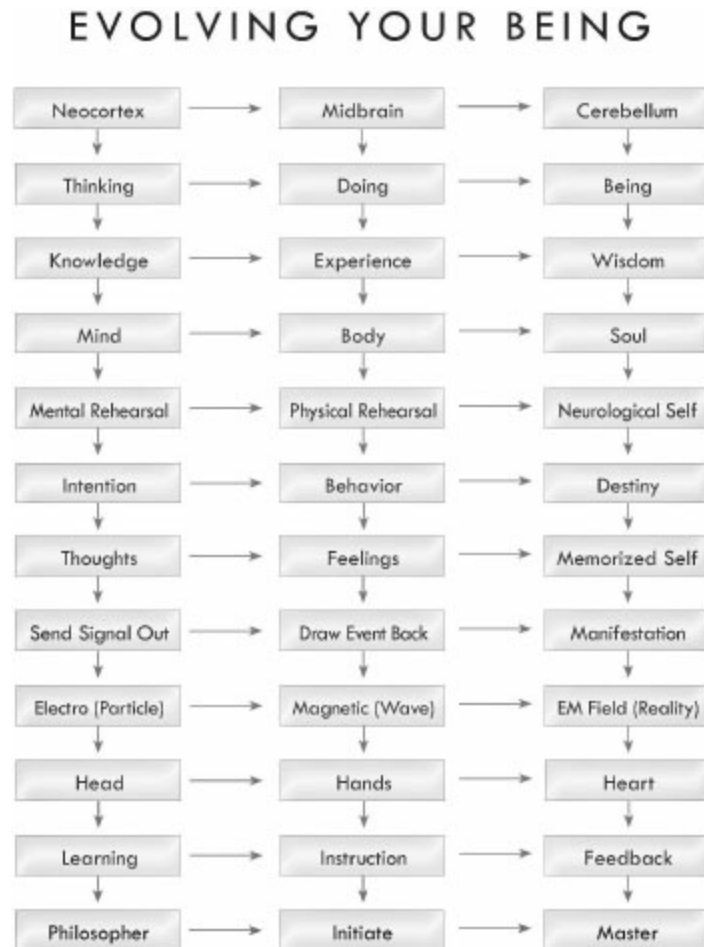 EVOLVING YOUR BEING
Neocortex Midbrain Cerebellum
Thinking Doing Being
Knowledge Experience Wisdom
Mind Body Soul
Mental Rehearsal Physical Rehearsal Neurological Self
Intention Behavior Destiny
Thoughts Feelings Memorized Self
Send Signal Out Draw Event Back Manifestation
Electro (Particle) Magnetic (Wave) EM Field (Reality)
Head Hands Heart
Learning Instruction Feedback
Philosopher Initiate Master